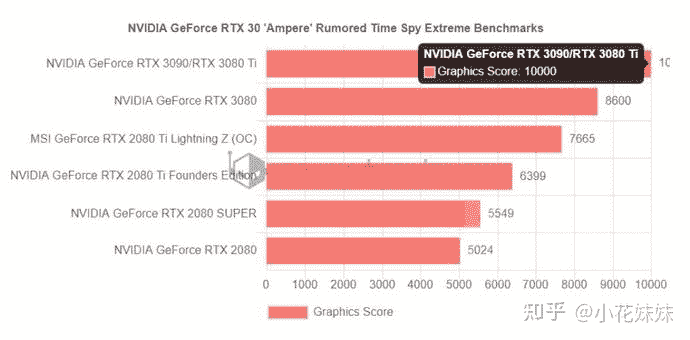 NVIDIA GeForce RTX 30 'Ampere' Rumored Time Spy Extreme Benchmarks
NVIDIA GeForce RTX 3090/RTX 3080 Ti
NVIDIA GeForce RTX 3090/RTX 3080 Ti 10
Graphics Score: 10000
NVIDIA GeForce RTX 3080 8600
MSI GeForce RTX 2080 Ti Lightning Z (OC) 7665
NVIDIA GeForce RTX 2080 Ti Founders Edition 6399
NVIDIA GeForce RTX 2080 SUPER 5549
NVIDIA GeForce RTX 2080 5024
0 1000 2000 3000 4000 5000 6000 7000 8000 9000 10000
Graphics Score
知乎 @小花妹妹